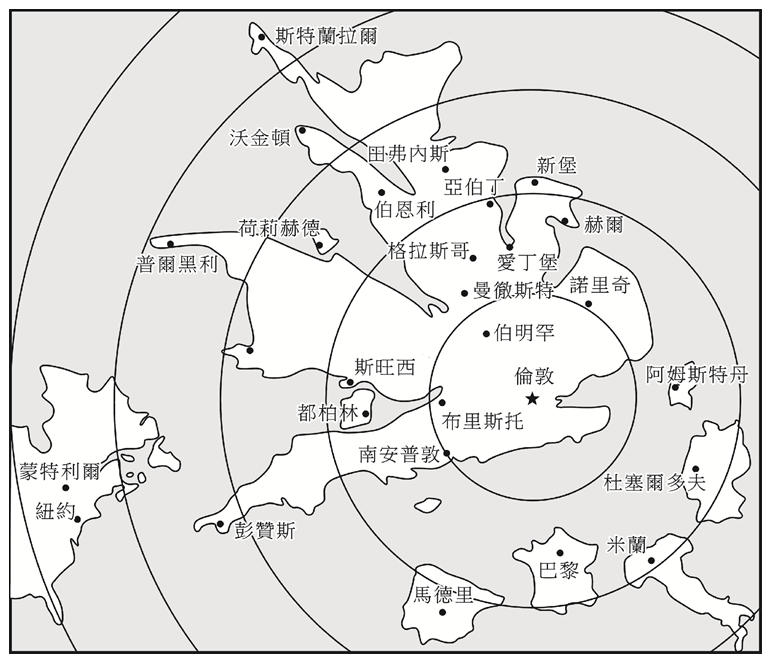 斯特蘭拉爾
沃金頓
田弗內斯
新堡
亞伯丁
伯恩利
赫爾
荷莉赫德
格拉斯哥
愛丁堡
普爾黑利
曼徹斯特
諾里奇
伯明罕
斯旺西
倫敦
阿姆斯特丹
都柏林
布里斯托
南安普敦
蒙特利爾
杜塞爾多夫
紐約
彭贊斯
米蘭
巴黎
馬德里